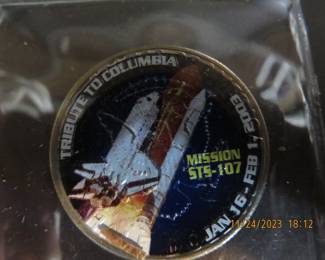 TRIBUTE TO COLUMBIA
MISSION
STS-107
JAN 16 - FEB 1 2003
11/24/2023 18:12